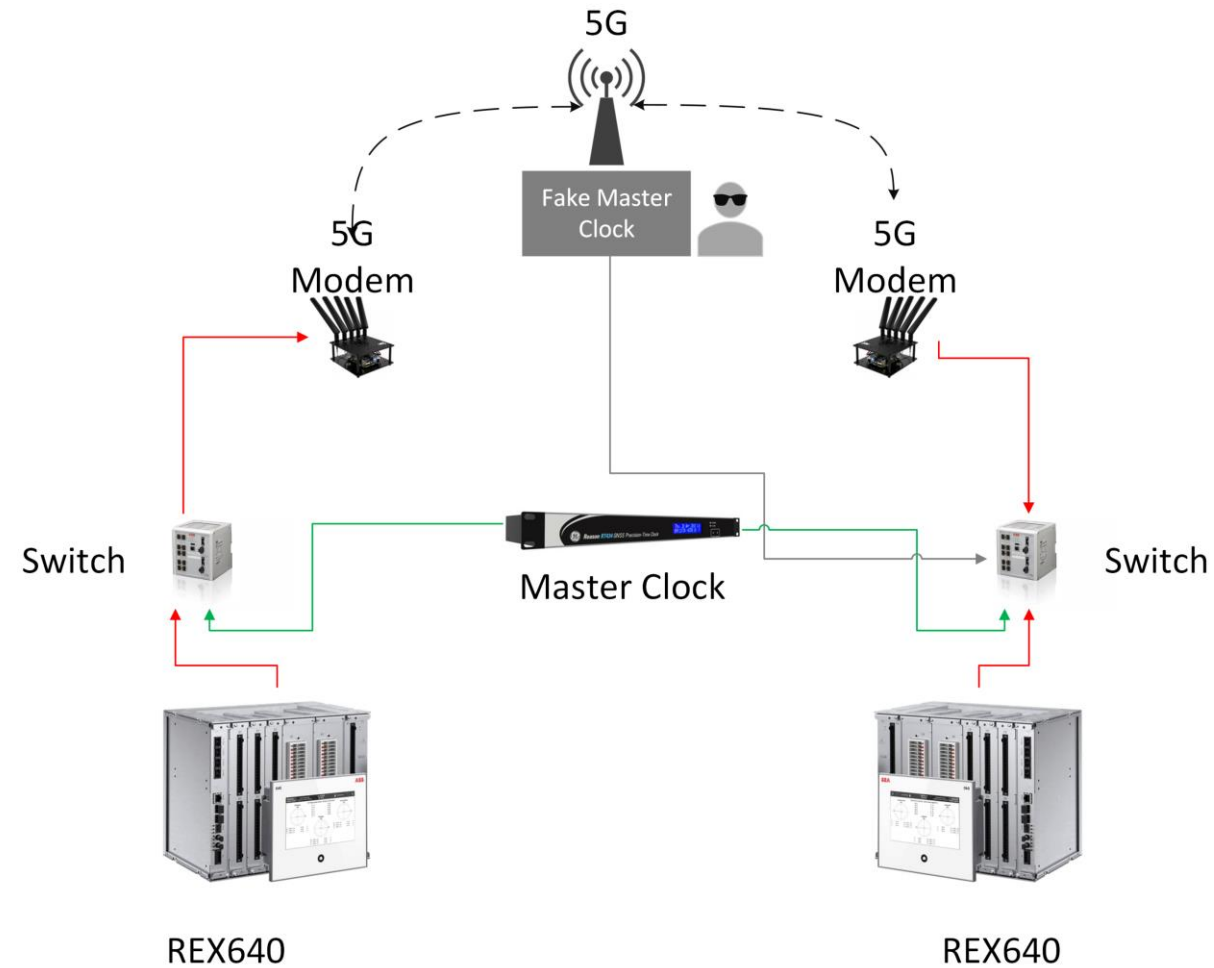 5G
Fake Master
Clock
5G
Modem
5G
Modem
Switch
Master Clock
Switch
REX640
REX640